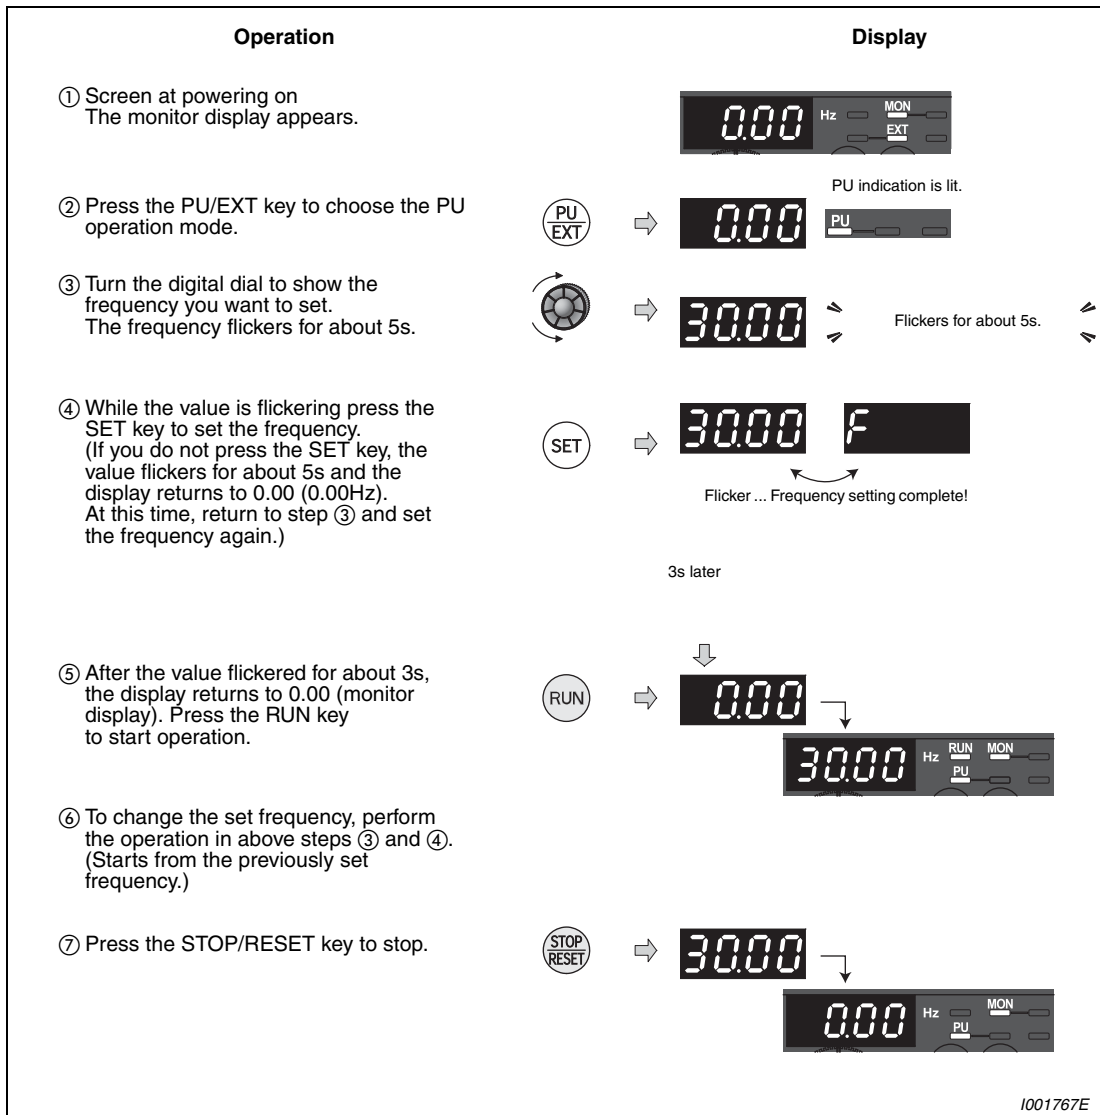 Operation
Display
① Screen at powering on
The monitor display appears.
0.00 Hz MON
EXT
② Press the PU/EXT key to choose the PU
operation mode.
PU
EXT
0.00
PU indication is lit.
PU
③ Turn the digital dial to show the
frequency you want to set.
The frequency flickers for about 5s.
30.00
Flickers for about 5s.
④ While the value is flickering press the
SET key to set the frequency.
(If you do not press the SET key, the
value flickers for about 5s and the
display returns to 0.00 (0.00Hz).
At this time, return to step ③ and set
the frequency again.)
SET
30.00 F
Flicker ... Frequency setting complete!
3s later
⑤ After the value flickered for about 3s,
the display returns to 0.00 (monitor
display). Press the RUN key
to start operation.
RUN
0.00
30.00 Hz RUN MON
PU
⑥ To change the set frequency, perform
the operation in above steps ③ and ④.
(Starts from the previously set
frequency.)
⑦ Press the STOP/RESET key to stop.
STOP
RESET
30.00
0.00 Hz MON
PU
I001767E